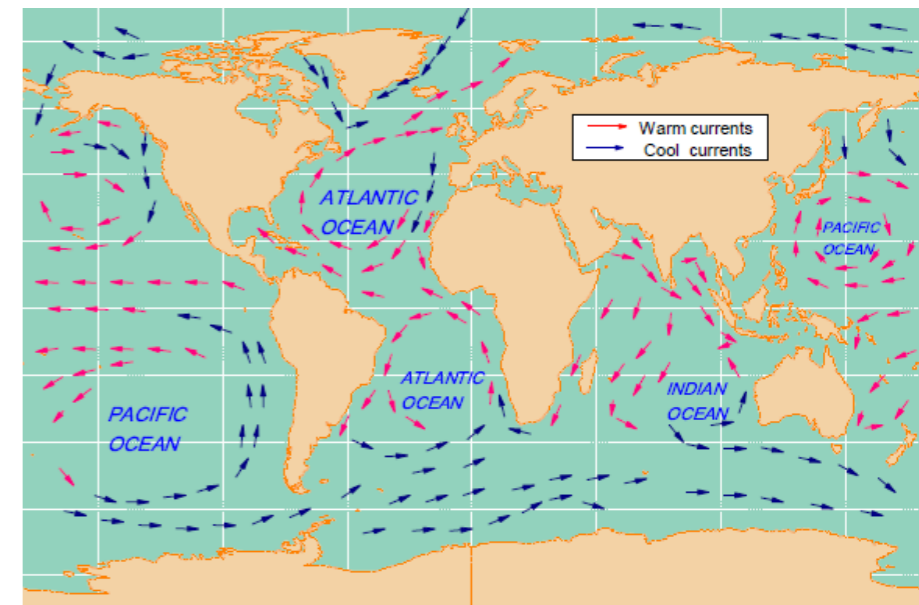 Warm currents
Cool currents
ATLANTIC
OCEAN
PACIFIC
OCEAN
ATLANTIC
OCEAN
INDIAN
OCEAN
PACIFIC
OCEAN